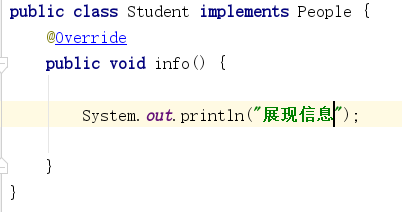 public class Student implements People {
@Override
public void info() {
System.out.println("展现信息");
}
}